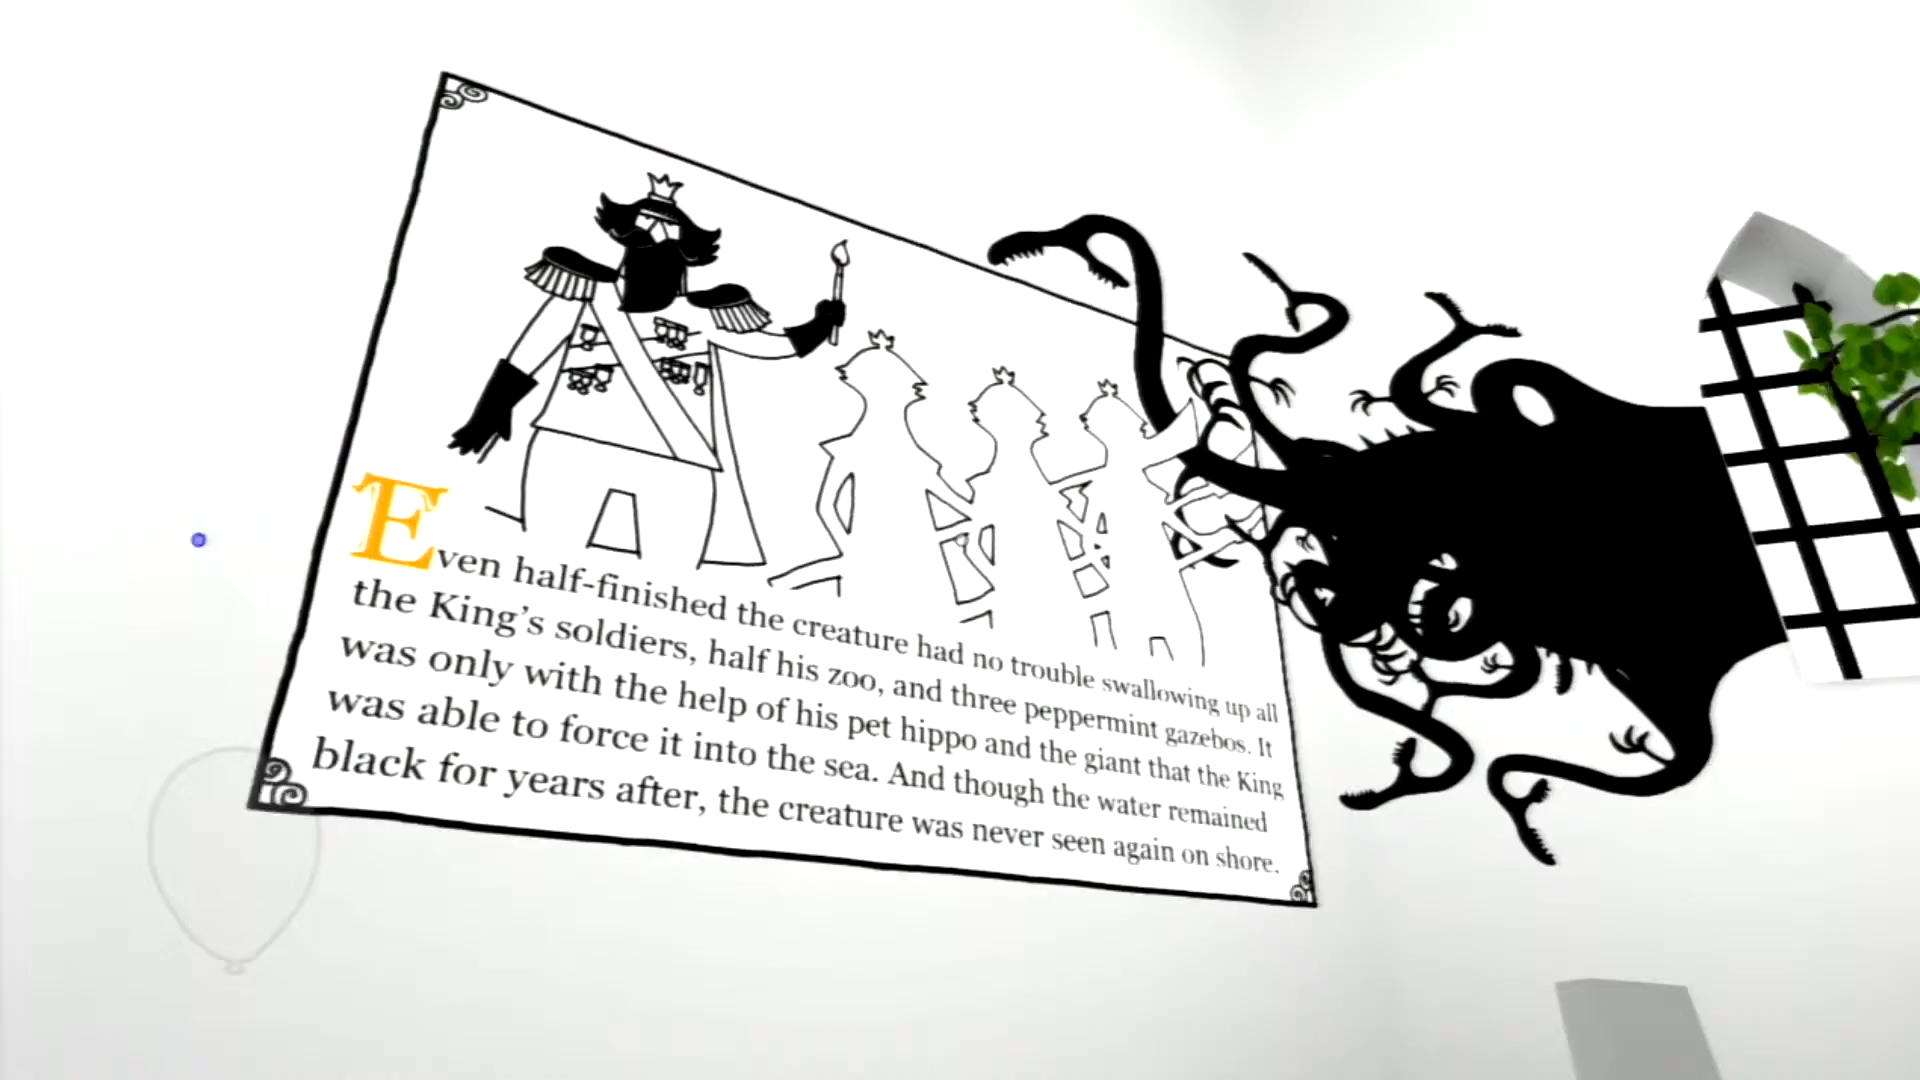 Even half-finished the creature had no trouble swallowing up all
the King's soldiers, half his zoo, and three peppermint gazebos. It
was only with the help of his pet hippo and the giant that the King
was able to force it into the sea. And though the water remained
black for years after, the creature was never seen again on shore.